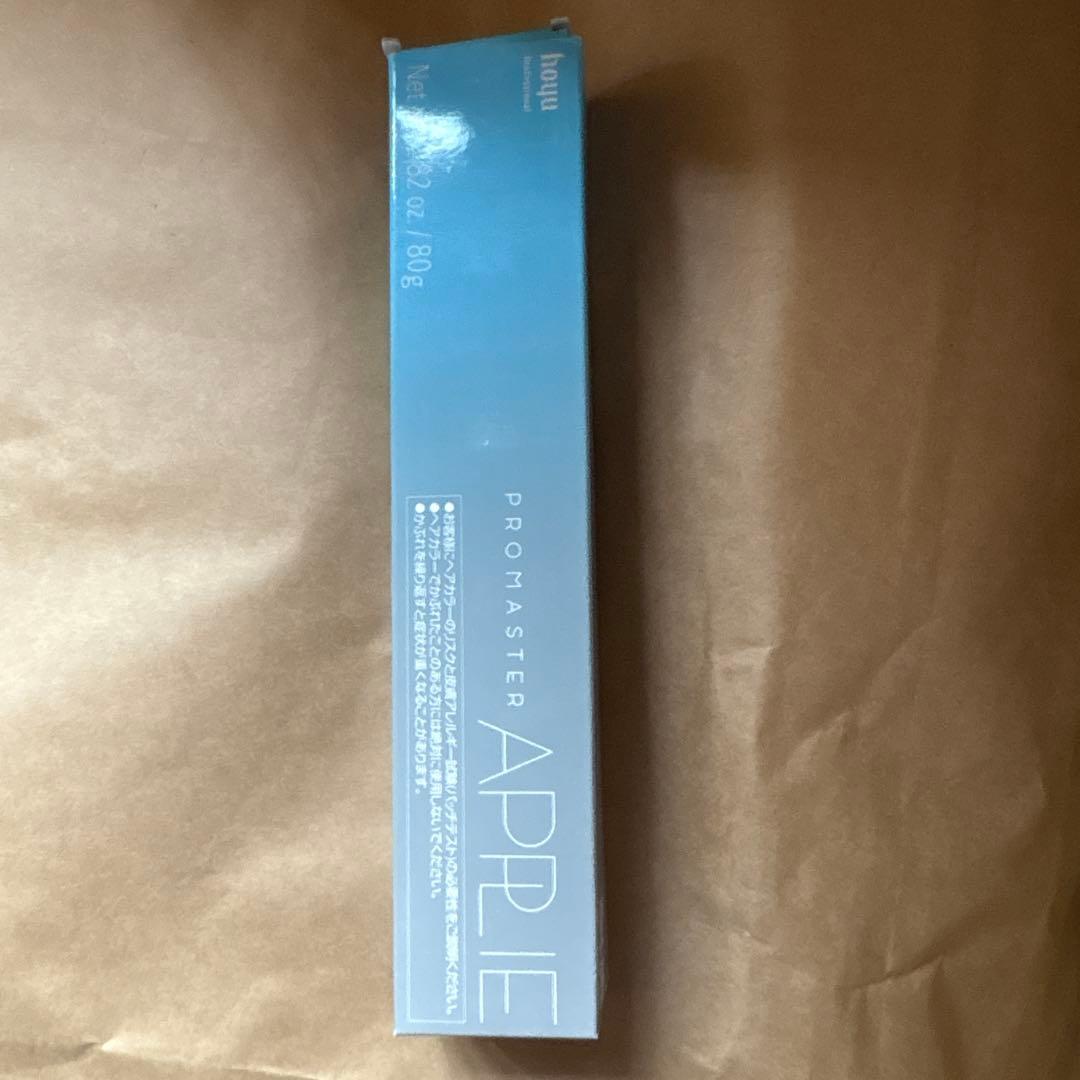 hoyu
Professional
Net
82 oz. / 80g
PROMASTER
APPLIE
●お客様にヘアカラーのリスクと皮膚アレルギー試験(パッチテスト)の必要性をご説明ください。
●ヘアカラーでかぶれたことのある方には絶対に使用しないでください。
●かぶれを繰り返すと症状が重くなることがあります。